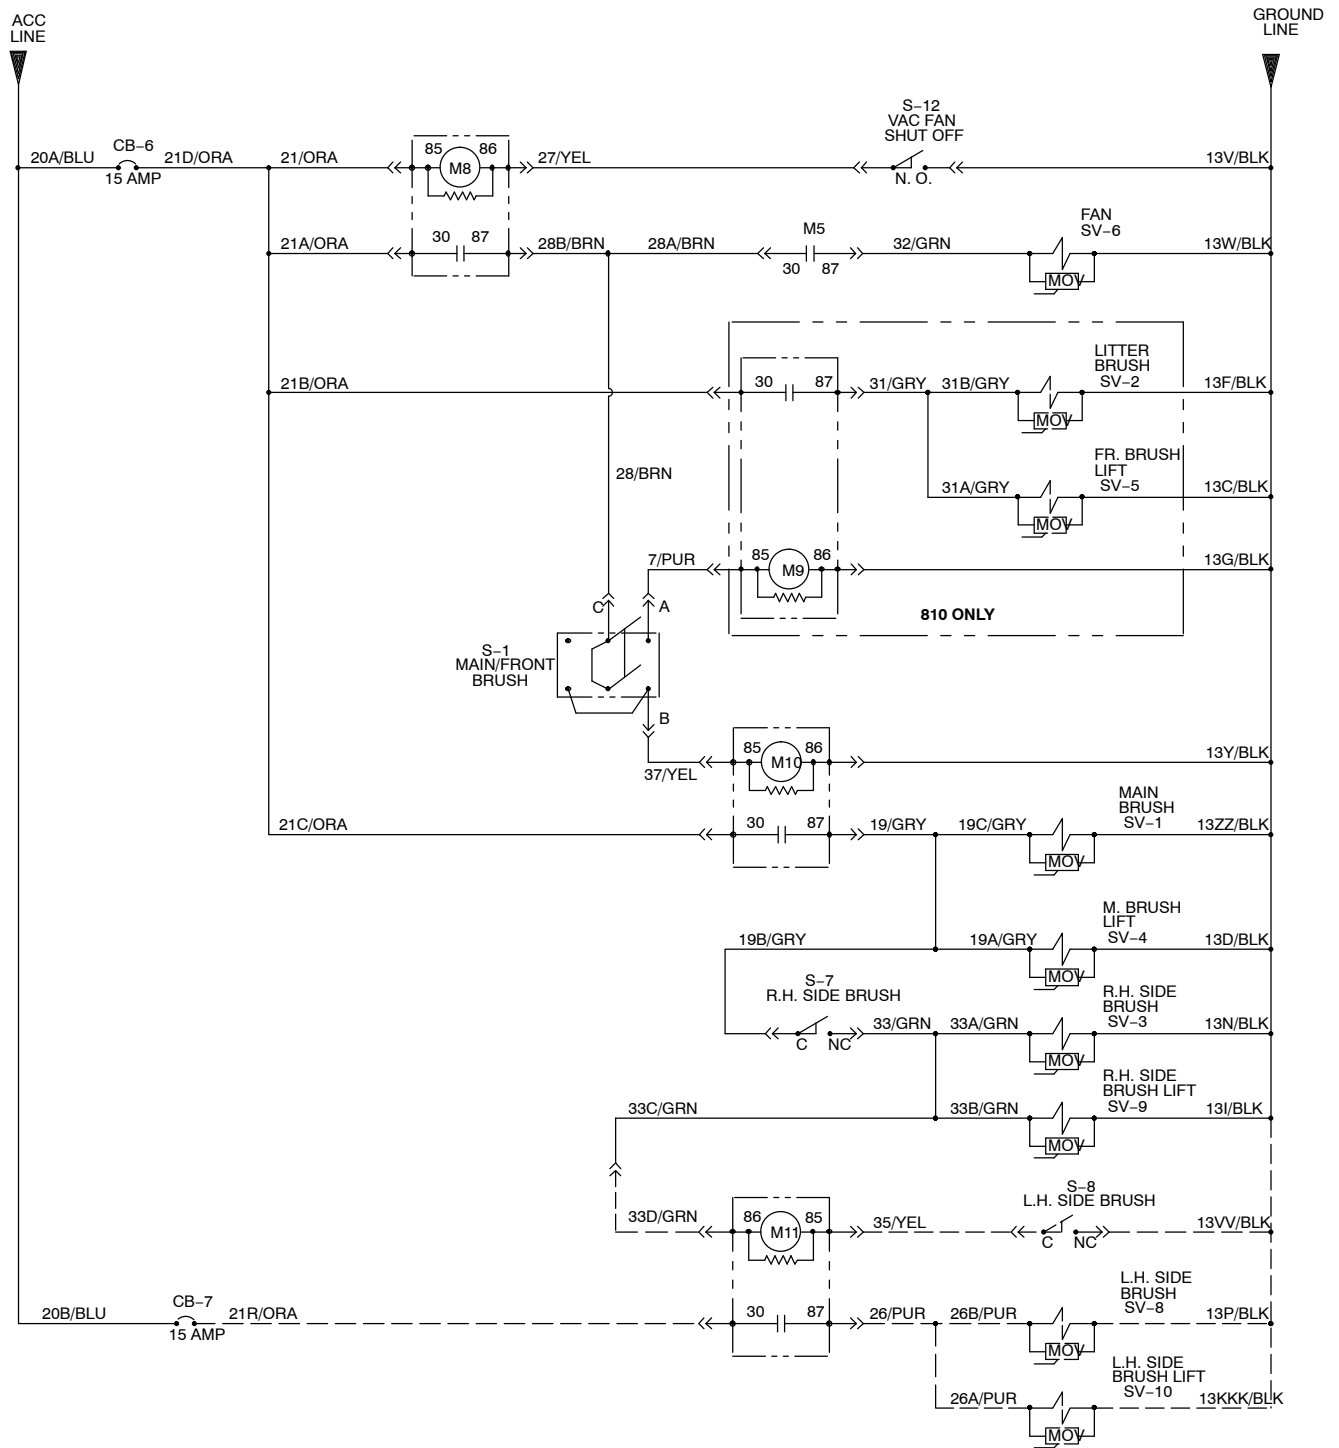 ACC
LINE
GROUND
LINE
20A/BLU
CB-6
15 AMP
21D/ORA
21/ORA
85
86
M8
27/YEL
S-12
VAC FAN
SHUT OFF
N. O.
13V/BLK
21A/ORA
30
87
28B/BRN
28A/BRN
M5
30
87
32/GRN
FAN
SV-6
MOV
13W/BLK
21B/ORA
30
87
31/GRY
31B/GRY
LITTER
BRUSH
SV-2
MOV
13F/BLK
28/BRN
31A/GRY
FR. BRUSH
LIFT
SV-5
MOV
13C/BLK
7/PUR
85
86
M9
13G/BLK
810 ONLY
C
A
S-1
MAIN/FRONT
BRUSH
B
37/YEL
85
86
M10
13Y/BLK
21C/ORA
30
87
19/GRY
19C/GRY
MAIN
BRUSH
SV-1
MOV
13ZZ/BLK
19B/GRY
19A/GRY
M. BRUSH
LIFT
SV-4
MOV
13D/BLK
S-7
R.H. SIDE BRUSH
C
NC
33/GRN
33A/GRN
R.H. SIDE
BRUSH
SV-3
MOV
13N/BLK
33C/GRN
33B/GRN
R.H. SIDE
BRUSH LIFT
SV-9
MOV
13I/BLK
33D/GRN
86
85
M11
35/YEL
S-8
L.H. SIDE BRUSH
C
NC
13VV/BLK
20B/BLU
CB-7
15 AMP
21R/ORA
30
87
26/PUR
26B/PUR
L.H. SIDE
BRUSH
SV-8
MOV
13P/BLK
26A/PUR
L.H. SIDE
BRUSH LIFT
SV-10
MOV
13KKK/BLK